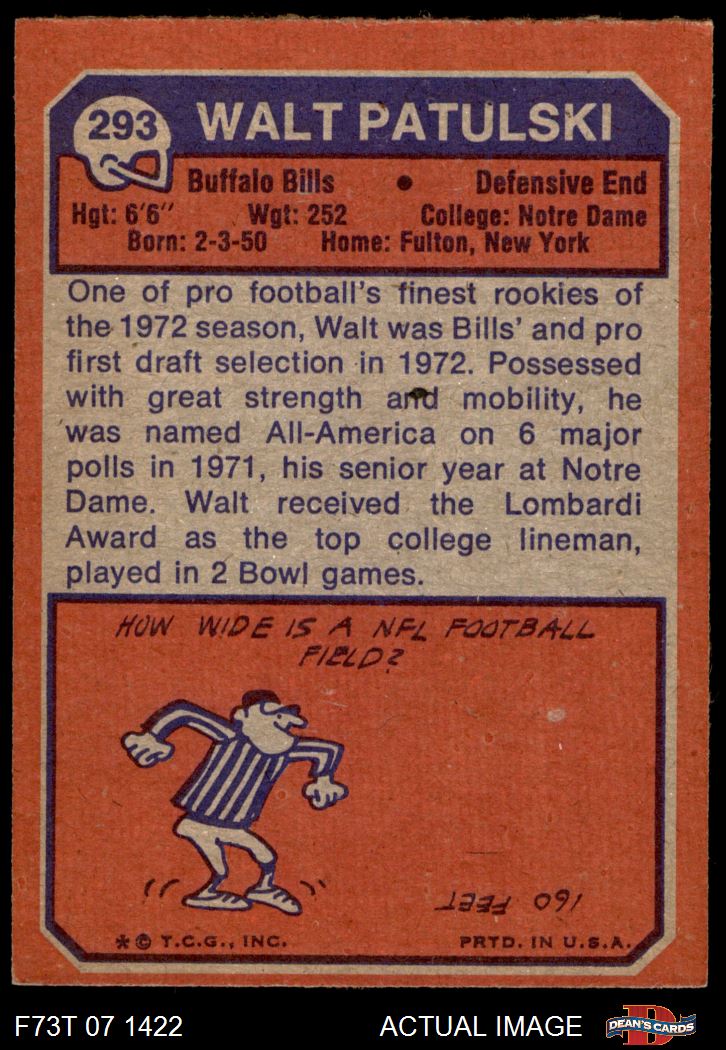 293 WALT PATULSKI
Buffalo Bills • Defensive End
Hgt: 6'6" Wgt: 252 College: Notre Dame
Born: 2-3-50 Home: Fulton, New York
One of pro football's finest rookies of
the 1972 season, Walt was Bills' and pro
first draft selection in 1972. Possessed
with great strength and mobility, he
was named All-America on 6 major
polls in 1971, his senior year at Notre
Dame. Walt received the Lombardi
Award as the top college lineman,
played in 2 Bowl games.
HOW WIDE IS A NFL FOOTBALL
FIELD?
160 FEET
*© T.C.G., INC. PRTD. IN U.S.A.
F73T 07 1422 ACTUAL IMAGE D DEAN'S CARDS